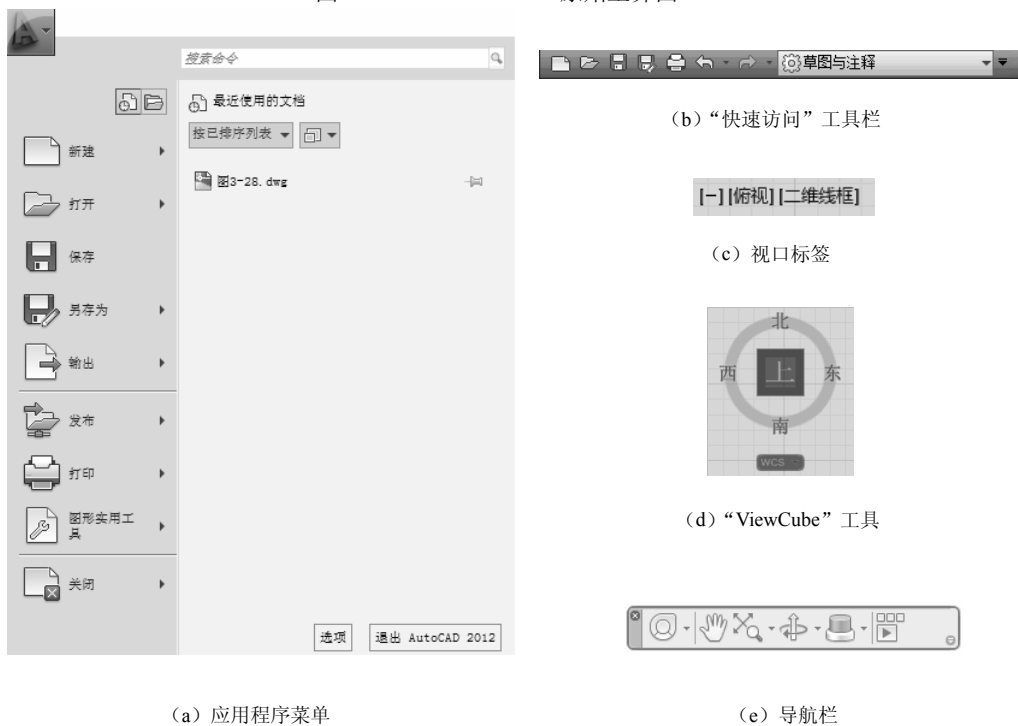 搜索命令
最近使用的文档
按已排序列表
图3-28.dwg
新建
打开
保存
另存为
输出
发布
打印
图形实用工
具
关闭
选项
退出 AutoCAD 2012
（a）应用程序菜单
草图与注释
（b）“快速访问”工具栏
[-][俯视][二维线框]
（c）视口标签
北
西 上 东
南
WCS
（d）“ViewCube”工具
（e）导航栏